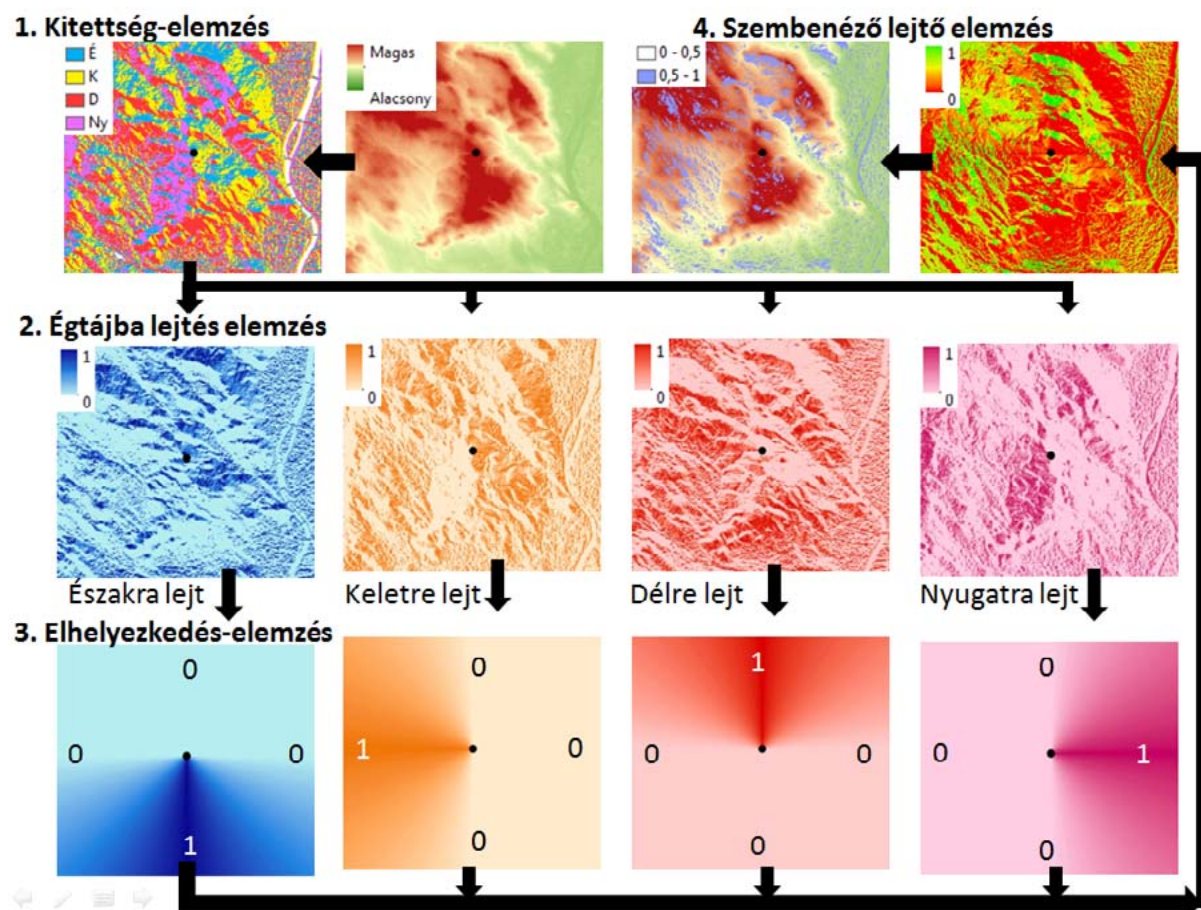 1. Kitettség-elemzés
É
K
D
Ny
Magas
Alacsony
4. Szembenéző lejtő elemzés
0 - 0,5
0,5 - 1
1
0
2. Égtájba lejtés elemzés
1
0
1
0
1
0
1
0
Északra lejt
Keletre lejt
Délre lejt
Nyugatra lejt
3. Elhelyezkedés-elemzés
0
0
0
1
0
1
0
0
1
0
0
0
0
0
1
0